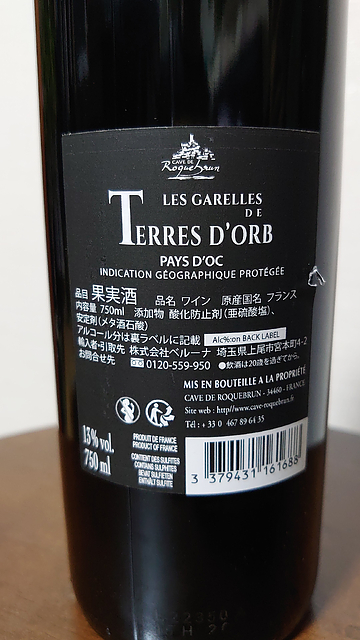 CAVE DE
Roquebrun
LES GARELLES
DE
TERRES D'ORB
PAYS D'OC
INDICATION GÉOGRAPHIQUE PROTÉGÉE
品目 果実酒 品名 ワイン 原産国名 フランス
内容量 750ml 添加物 酸化防止剤(亜硫酸塩)、
安定剤(メタ酒石酸)
アルコール分は裏ラベルに記載 Alc%:on BACK LABEL
輸入者・引取先 株式会社ベルーナ 埼玉県上尾市宮本町4-2
お問合せ先 0120-559-950 ●飲酒は20歳を過ぎてから。
MIS EN BOUTEILLE A LA PROPRIÉTÉ
CAVE DE ROQUEBRUN - 34460 - FRANCE
Site web : http//www.cave-roquebrun.fr
Tél : +33 0 467 89 64 35
13% vol.
750 ml
PRODUIT DE FRANCE
PRODUCT OF FRANCE
CONTIENT DES SULFITES
CONTAINS SULPHITES
BEVAT SULFIETEN
ENTHÄLT SULFITE
3 379431 161688